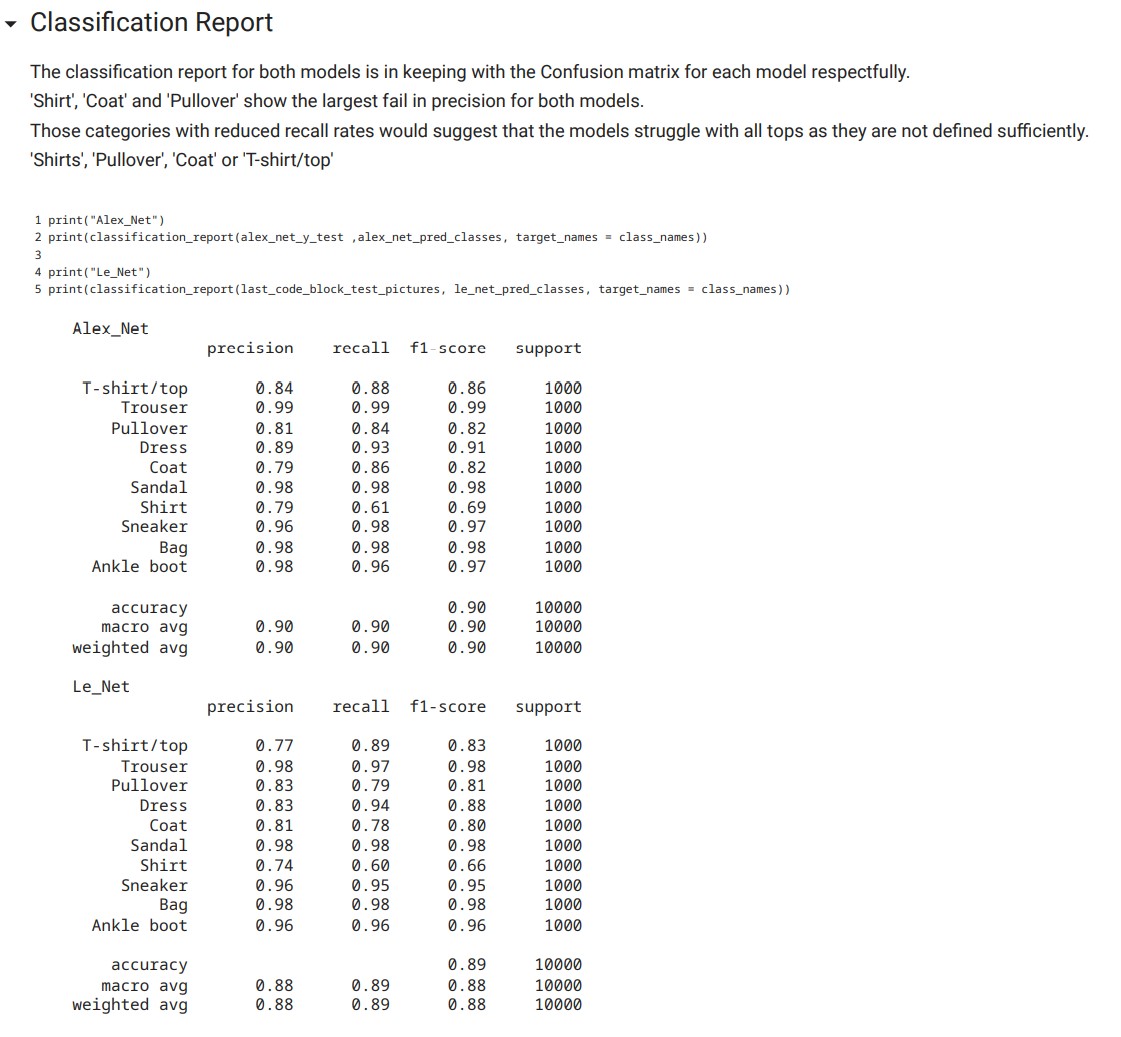 Classification Report
The classification report for both models is in keeping with the Confusion matrix for each model respectfully.
'Shirt', 'Coat' and 'Pullover' show the largest fail in precision for both models.
Those categories with reduced recall rates would suggest that the models struggle with all tops as they are not defined sufficiently.
'Shirts', 'Pullover', 'Coat' or 'T-shirt/top'
1 print("Alex_Net")
2 print(classification_report(alex_net_y_test ,alex_net_pred_classes, target_names = class_names))
3
4 print("Le_Net")
5 print(classification_report(last_code_block_test_pictures, le_net_pred_classes, target_names = class_names))
Alex_Net
precision recall f1-score support
T-shirt/top 0.84 0.88 0.86 1000
Trouser 0.99 0.99 0.99 1000
Pullover 0.81 0.84 0.82 1000
Dress 0.89 0.93 0.91 1000
Coat 0.79 0.86 0.82 1000
Sandal 0.98 0.98 0.98 1000
Shirt 0.79 0.61 0.69 1000
Sneaker 0.96 0.98 0.97 1000
Bag 0.98 0.98 0.98 1000
Ankle boot 0.98 0.96 0.97 1000
accuracy 0.90 10000
macro avg 0.90 0.90 0.90 10000
weighted avg 0.90 0.90 0.90 10000
Le_Net
precision recall f1-score support
T-shirt/top 0.77 0.89 0.83 1000
Trouser 0.98 0.97 0.98 1000
Pullover 0.83 0.79 0.81 1000
Dress 0.83 0.94 0.88 1000
Coat 0.81 0.78 0.80 1000
Sandal 0.98 0.98 0.98 1000
Shirt 0.74 0.60 0.66 1000
Sneaker 0.96 0.95 0.95 1000
Bag 0.98 0.98 0.98 1000
Ankle boot 0.96 0.96 0.96 1000
accuracy 0.89 10000
macro avg 0.88 0.89 0.88 10000
weighted avg 0.88 0.89 0.88 10000